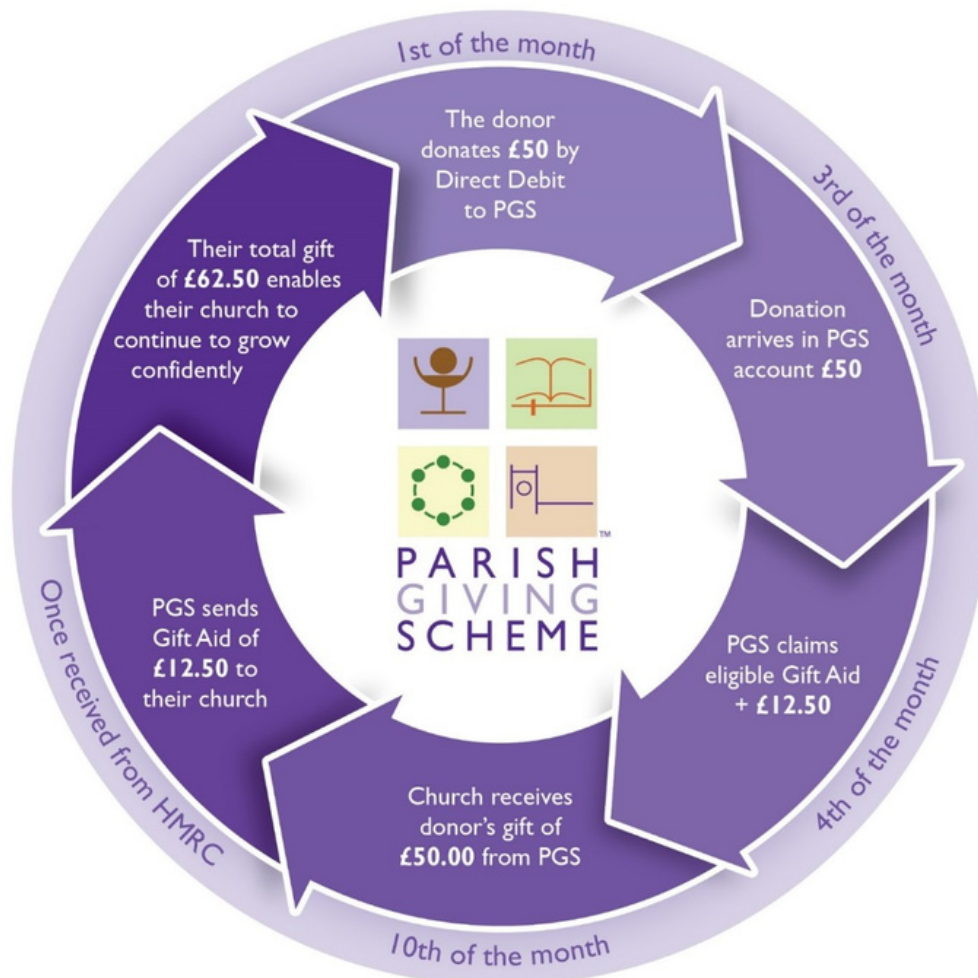 1st of the month
The donor
donates £50 by
Direct Debit
to PGS
3rd of the month
Donation
arrives in PGS
account £50
4th of the month
PGS claims
eligible Gift Aid
+ £12.50
10th of the month
Church receives
donor's gift of
£50.00 from PGS
Once received from HMRC
PGS sends
Gift Aid of
£12.50 to
their church
Their total gift
of £62.50 enables
their church to
continue to grow
confidently
PARISH
GIVING
SCHEME
TM